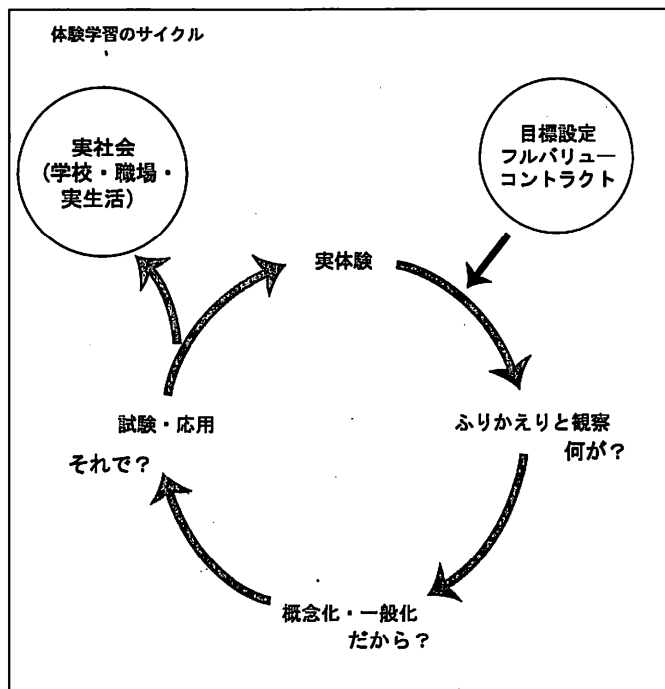 体験学習のサイクル
実社会
（学校・職場・
実生活）
目標設定
フルバリュー
コントラクト
実体験
ふりかえりと観察
何が？
概念化・一般化
だから？
試験・応用
それで？